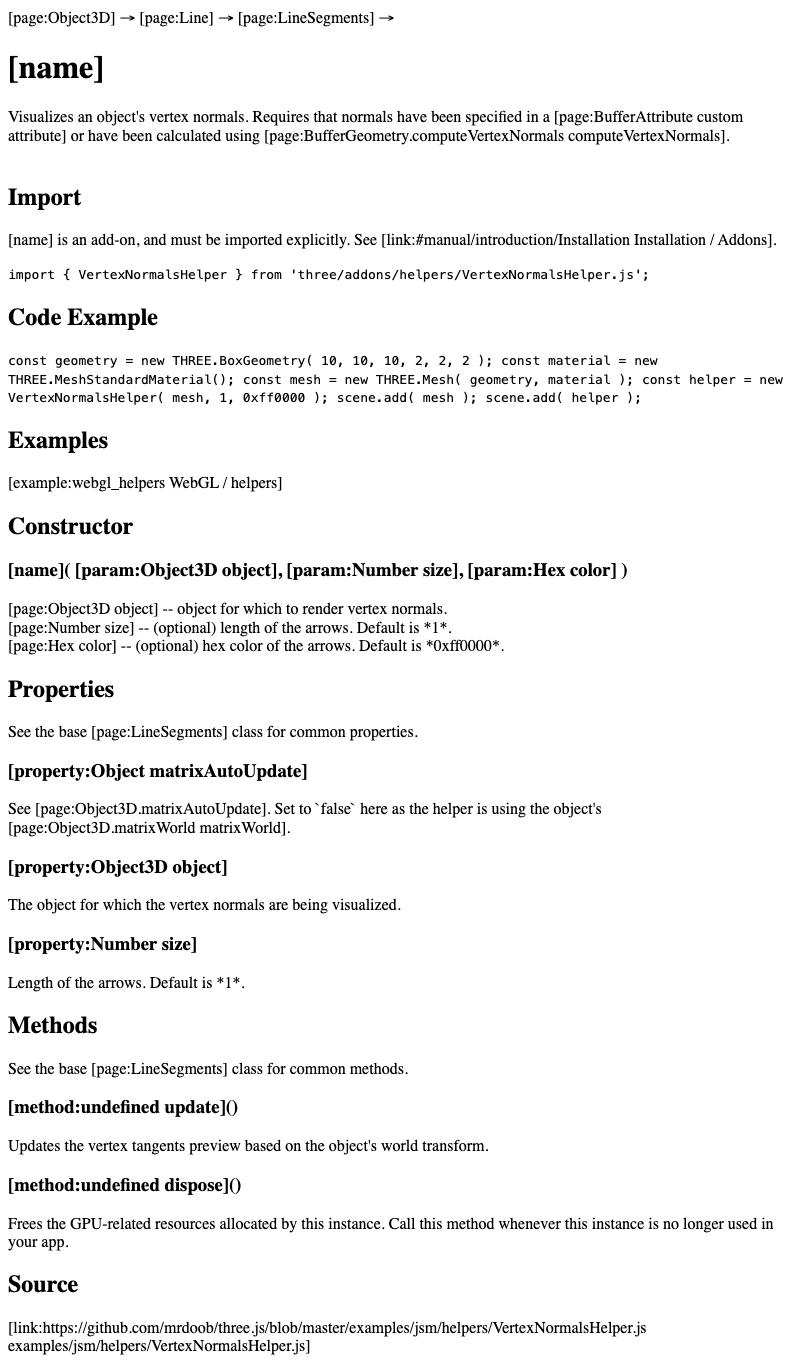 [page:Object3D] → [page:Line] → [page:LineSegments] →
[name]
Visualizes an object's vertex normals. Requires that normals have been specified in a [page:BufferAttribute custom
attribute] or have been calculated using [page:BufferGeometry.computeVertexNormals computeVertexNormals].
Import
[name] is an add-on, and must be imported explicitly. See [link:#manual/introduction/Installation Installation / Addons].
import { VertexNormalsHelper } from 'three/addons/helpers/VertexNormalsHelper.js';
Code Example
const geometry = new THREE.BoxGeometry( 10, 10, 10, 2, 2, 2 ); const material = new
THREE.MeshStandardMaterial(); const mesh = new THREE.Mesh( geometry, material ); const helper = new
VertexNormalsHelper( mesh, 1, 0xff0000 ); scene.add( mesh ); scene.add( helper );
Examples
[example:webgl_helpers WebGL / helpers]
Constructor
[name]( [param:Object3D object], [param:Number size], [param:Hex color] )
[page:Object3D object] -- object for which to render vertex normals.
[page:Number size] -- (optional) length of the arrows. Default is *1*.
[page:Hex color] -- (optional) hex color of the arrows. Default is *0xff0000*.
Properties
See the base [page:LineSegments] class for common properties.
[property:Object matrixAutoUpdate]
See [page:Object3D.matrixAutoUpdate]. Set to `false` here as the helper is using the object's
[page:Object3D.matrixWorld matrixWorld].
[property:Object3D object]
The object for which the vertex normals are being visualized.
[property:Number size]
Length of the arrows. Default is *1*.
Methods
See the base [page:LineSegments] class for common methods.
[method:undefined update]()
Updates the vertex tangents preview based on the object's world transform.
[method:undefined dispose]()
Frees the GPU-related resources allocated by this instance. Call this method whenever this instance is no longer used in
your app.
Source
[link:https://github.com/mrdoob/three.js/blob/master/examples/jsm/helpers/VertexNormalsHelper.js
examples/jsm/helpers/VertexNormalsHelper.js]